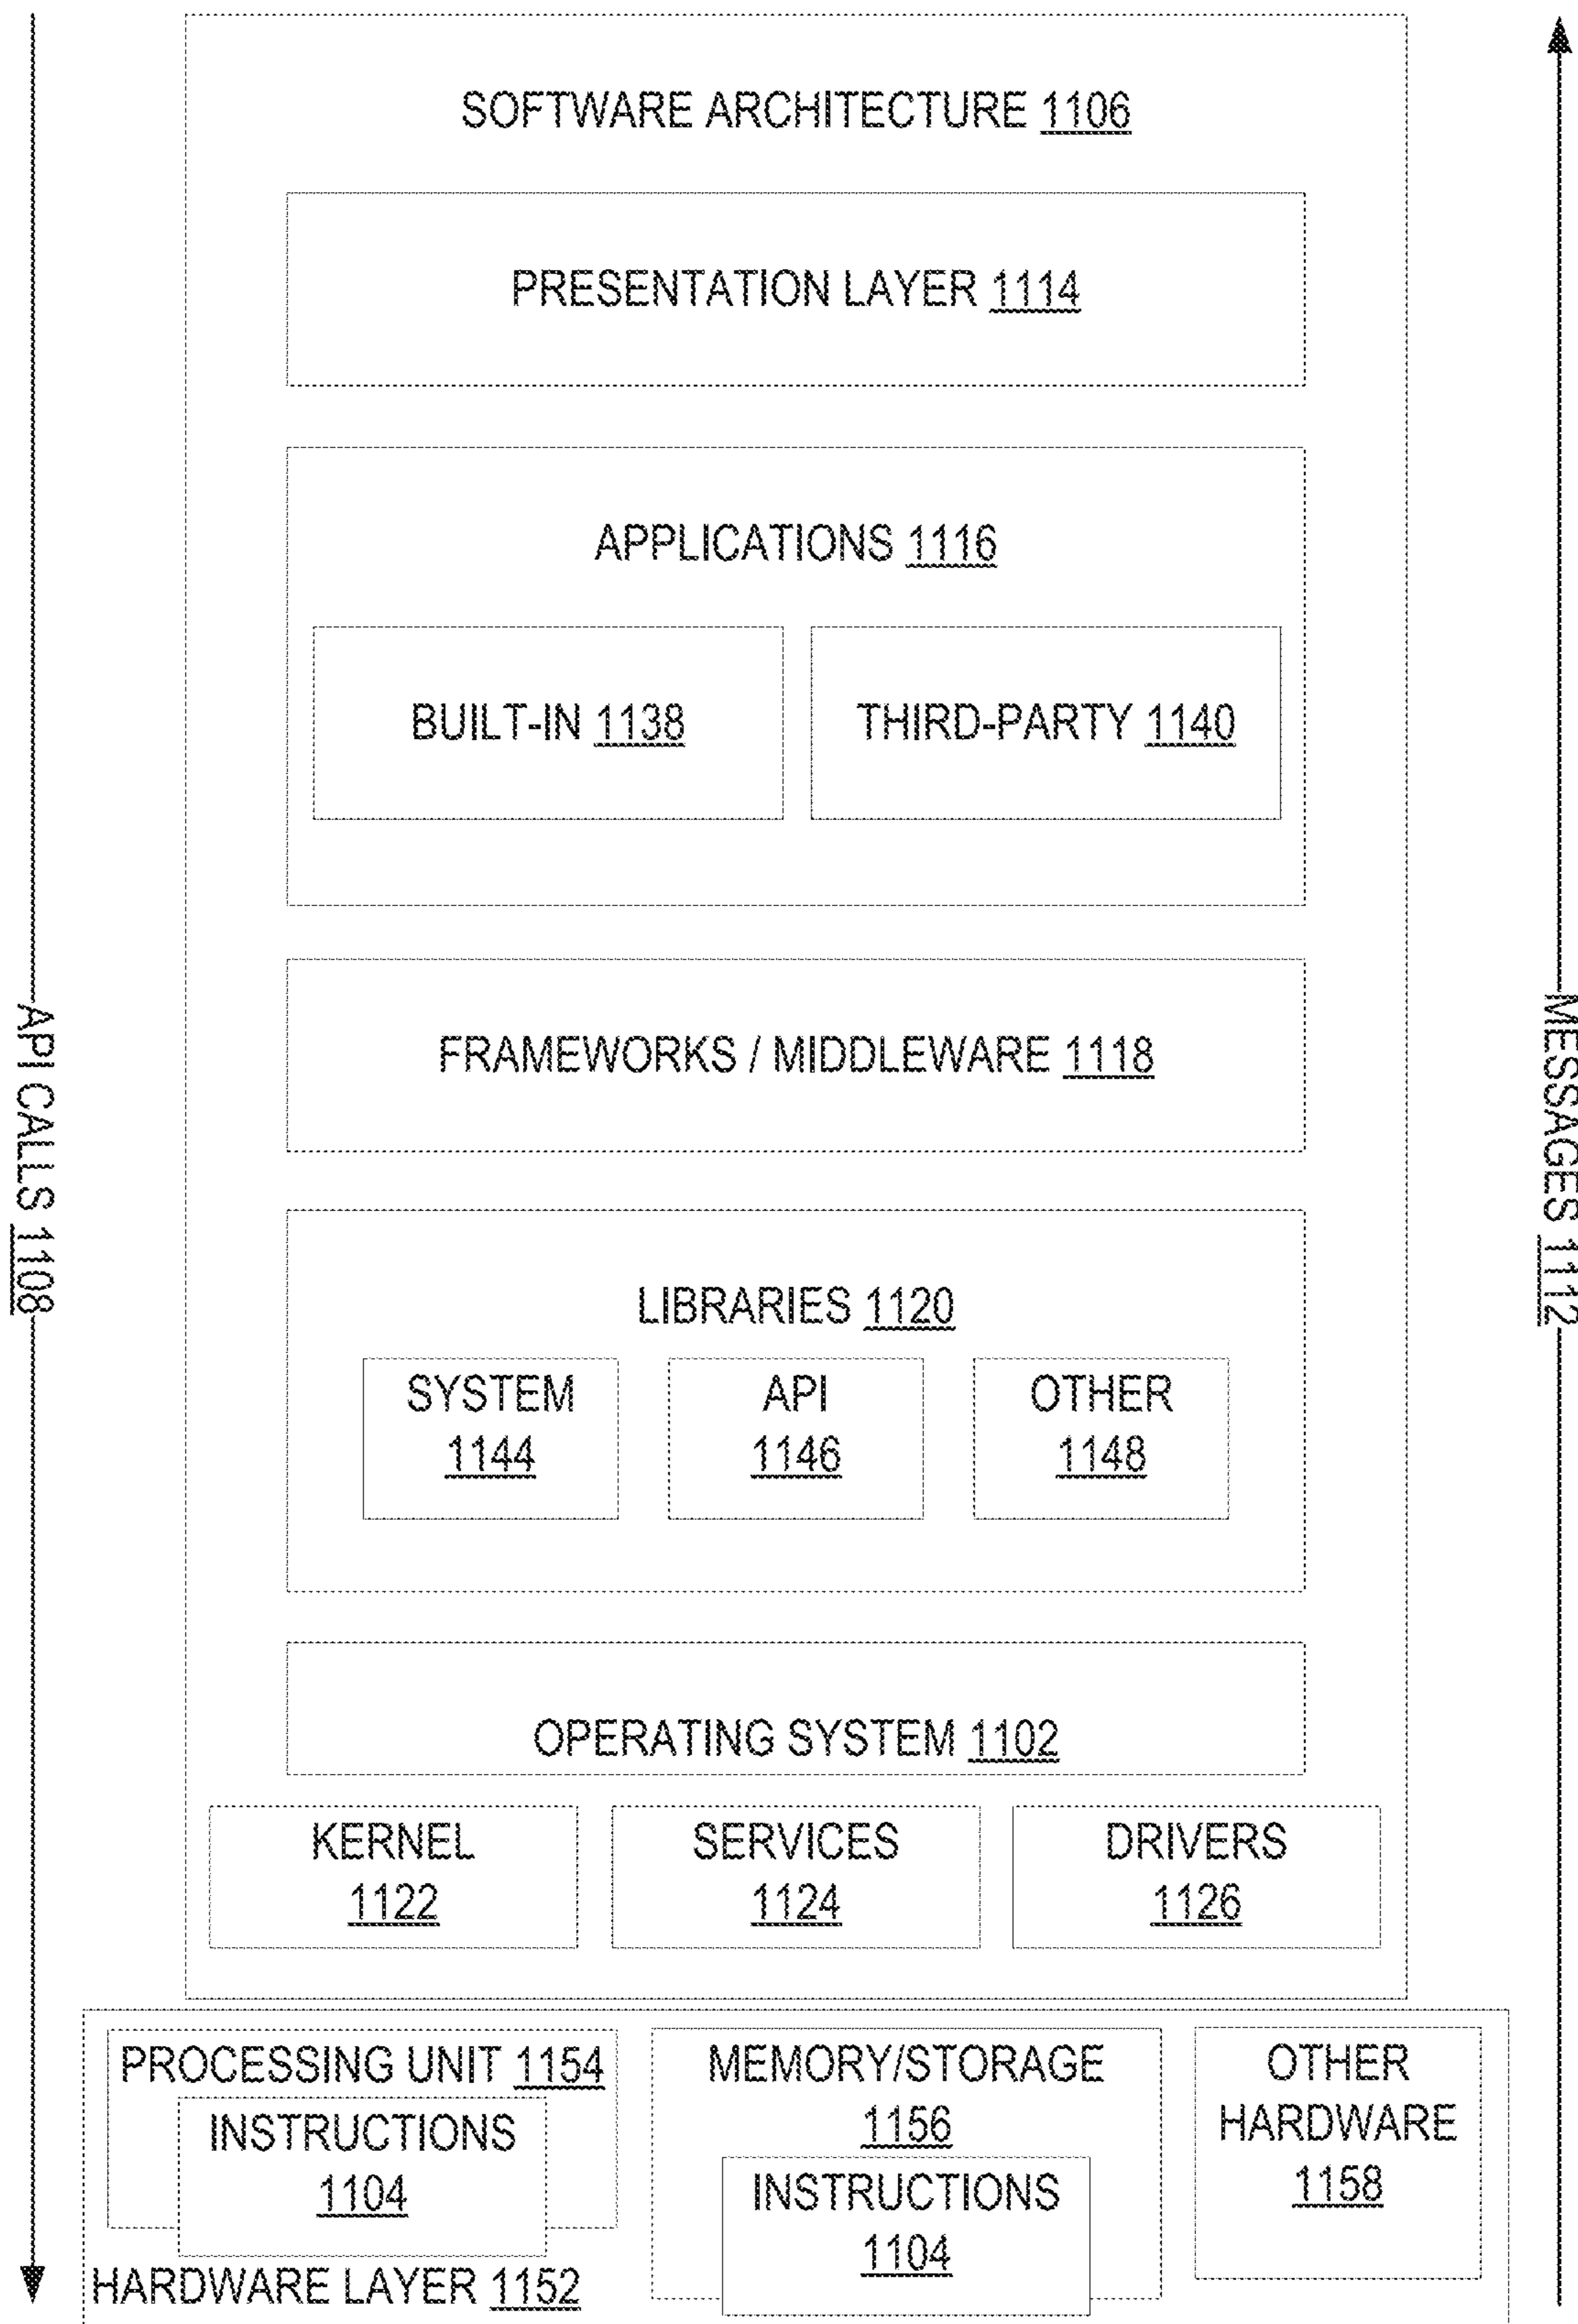 SOFTWARE ARCHITECTURE 1106
PRESENTATION LAYER 1114
APPLICATIONS 1116
BUILT-IN 1138
THIRD-PARTY 1140
FRAMEWORKS / MIDDLEWARE 1118
API CALLS 1108
MESSAGES 1112
LIBRARIES 1120
SYSTEM
1144
API
1146
OTHER
1148
OPERATING SYSTEM 1102
KERNEL
1122
SERVICES
1124
DRIVERS
1126
PROCESSING UNIT 1154
INSTRUCTIONS
1104
MEMORY/STORAGE
1156
INSTRUCTIONS
1104
OTHER
HARDWARE
1158
HARDWARE LAYER 1152